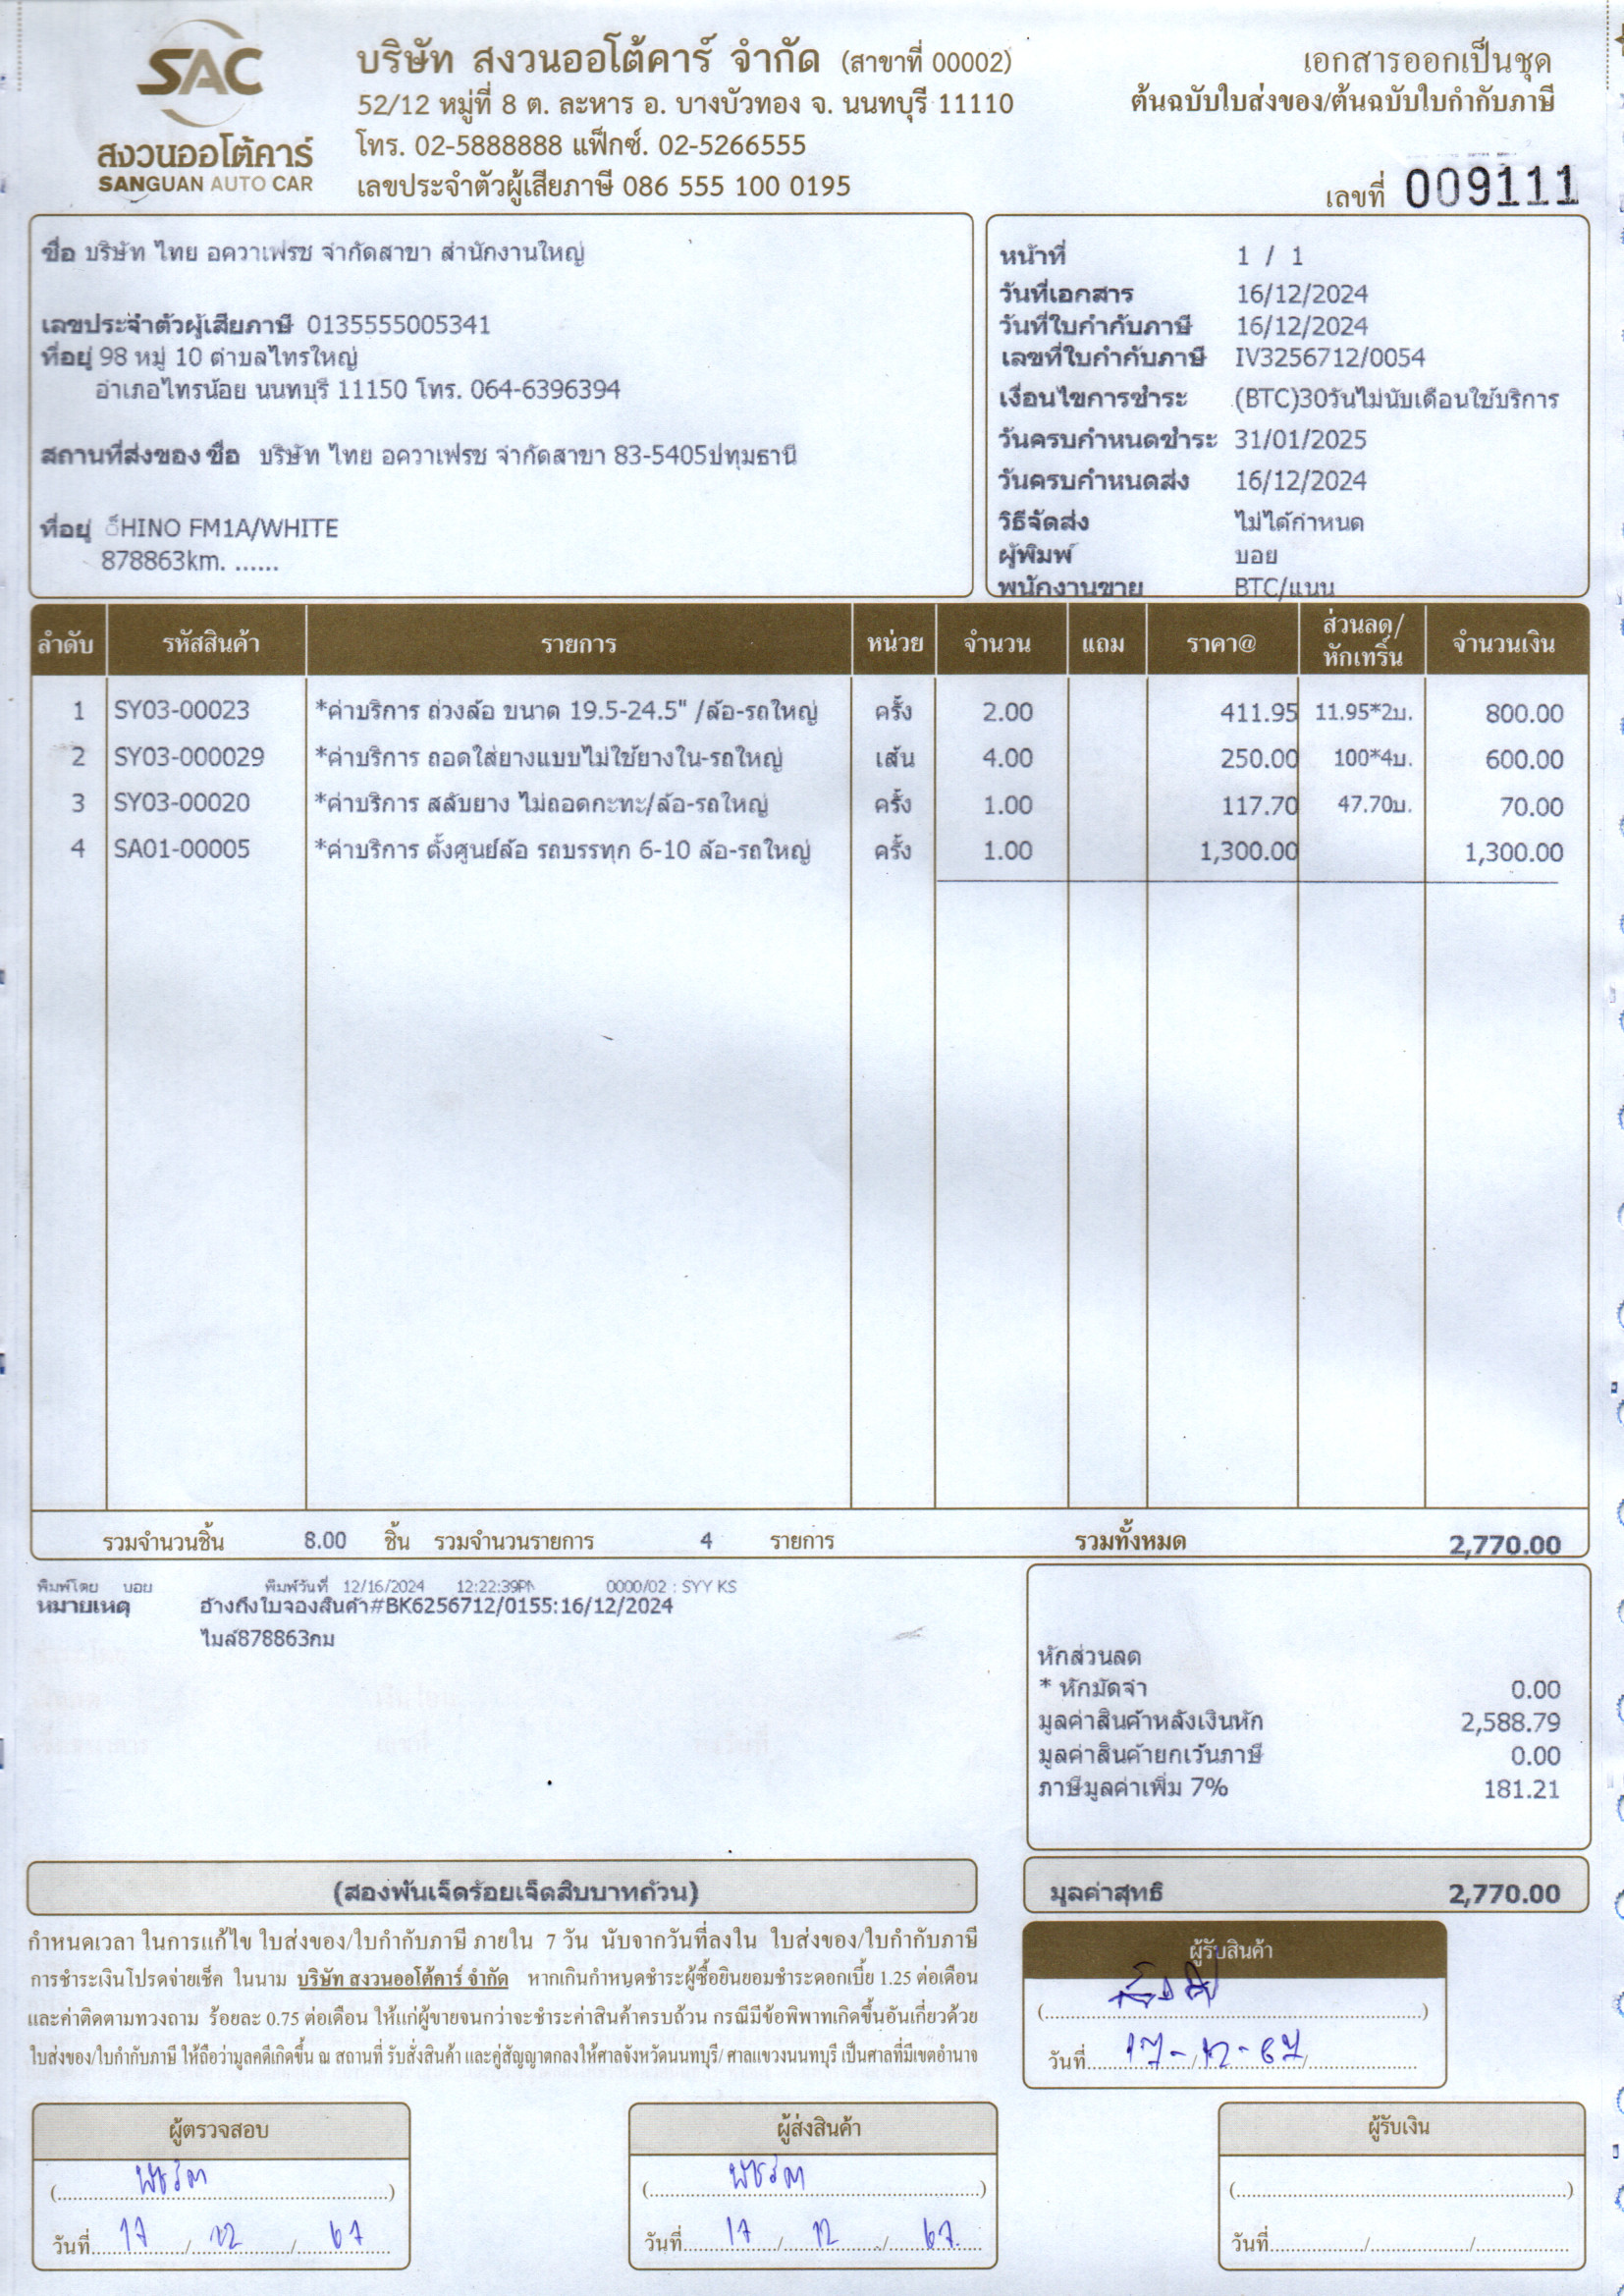 SAC
สงวนออโต้คาร์
SANGUAN AUTO CAR
บริษัท สงวนออโต้คาร์ จำกัด (สาขาที่ 00002)
52/12 หมู่ที่ 8 ต. ละหาร อ. บางบัวทอง จ. นนทบุรี 11110
โทร. 02-5888888 แฟ็กซ์. 02-5266555
เลขประจำตัวผู้เสียภาษี 086 555 100 0195
เอกสารออกเป็นชุด
ต้นฉบับใบส่งของ/ต้นฉบับใบกำกับภาษี
เลขที่ 009111
ชื่อ บริษัท ไทย อควาเฟรช จำกัดสาขา สำนักงานใหญ่
เลขประจำตัวผู้เสียภาษี 0135555005341
ที่อยู่ 98 หมู่ 10 ตำบลไทรใหญ่
อำเภอไทรน้อย นนทบุรี 11150 โทร. 064-6396394
สถานที่ส่งของ ชื่อ บริษัท ไทย อควาเฟรช จำกัดสาขา 83-5405ปทุมธานี
ที่อยู่ ็HINO FM1A/WHITE
878863km. ......
หน้าที่ 1 / 1
วันที่เอกสาร 16/12/2024
วันที่ใบกำกับภาษี 16/12/2024
เลขที่ใบกำกับภาษี IV3256712/0054
เงื่อนไขการชำระ (BTC)30วันไม่นับเดือนใช้บริการ
วันครบกำหนดชำระ 31/01/2025
วันครบกำหนดส่ง 16/12/2024
วิธีจัดส่ง ไม่ได้กำหนด
ผู้พิมพ์ บอย
พนักงานขาย BTC/แนน
ลำดับ รหัสสินค้า รายการ หน่วย จำนวน แถม ราคา@ ส่วนลด/หักเทริ์น จำนวนเงิน
1 SY03-00023 *ค่าบริการ ถ่วงล้อ ขนาด 19.5-24.5" /ล้อ-รถใหญ่ ครั้ง 2.00 411.95 11.95*2บ. 800.00
2 SY03-000029 *ค่าบริการ ถอดใส่ยางแบบไม่ใช้ยางใน-รถใหญ่ เส้น 4.00 250.00 100*4บ. 600.00
3 SY03-00020 *ค่าบริการ สลับยาง ไม่ถอดกะทะ/ล้อ-รถใหญ่ ครั้ง 1.00 117.70 47.70บ. 70.00
4 SA01-00005 *ค่าบริการ ตั้งศูนย์ล้อ รถบรรทุก 6-10 ล้อ-รถใหญ่ ครั้ง 1.00 1,300.00 1,300.00
รวมจำนวนชิ้น 8.00 ชิ้น รวมจำนวนรายการ 4 รายการ รวมทั้งหมด 2,770.00
พิมพ์โดย บอย พิมพ์วันที่ 12/16/2024 12:22:39PM 0000/02 : SYY KS
หมายเหตุ อ้างถึงใบจองสินค้า#BK6256712/0155:16/12/2024
ไมล์878863กม
หักส่วนลด
* หักมัดจำ 0.00
มูลค่าสินค้าหลังเงินหัก 2,588.79
มูลค่าสินค้ายกเว้นภาษี 0.00
ภาษีมูลค่าเพิ่ม 7% 181.21
(สองพันเจ็ดร้อยเจ็ดสิบบาทถ้วน)
มูลค่าสุทธิ 2,770.00
กำหนดเวลา ในการแก้ไข ใบส่งของ/ใบกำกับภาษี ภายใน 7 วัน นับจากวันที่ลงใน ใบส่งของ/ใบกำกับภาษี
การชำระเงินโปรดจ่ายเช็ค ในนาม บริษัท สงวนออโต้คาร์ จำกัด หากเกินกำหนดชำระผู้ซื้อยินยอมชำระดอกเบี้ย 1.25 ต่อเดือน
และค่าติดตามทวงถาม ร้อยละ 0.75 ต่อเดือน ให้แก่ผู้ขายจนกว่าจะชำระค่าสินค้าครบถ้วน กรณีมีข้อพิพาทเกิดขึ้นอันเกี่ยวด้วย
ใบส่งของ/ใบกำกับภาษี ให้ถือว่ามูลคดีเกิดขึ้น ณ สถานที่ รับสั่งสินค้า และคู่สัญญาตกลงให้ศาลจังหวัดนนทบุรี/ ศาลแขวงนนทบุรี เป็นศาลที่มีเขตอำนาจ
ผู้รับสินค้า
วันที่ 17-12-67
ผู้ตรวจสอบ
วันที่ 17 / 12 / 67
ผู้ส่งสินค้า
วันที่ 17 / 12 / 67
ผู้รับเงิน
(..........)
วันที่........../........../..........